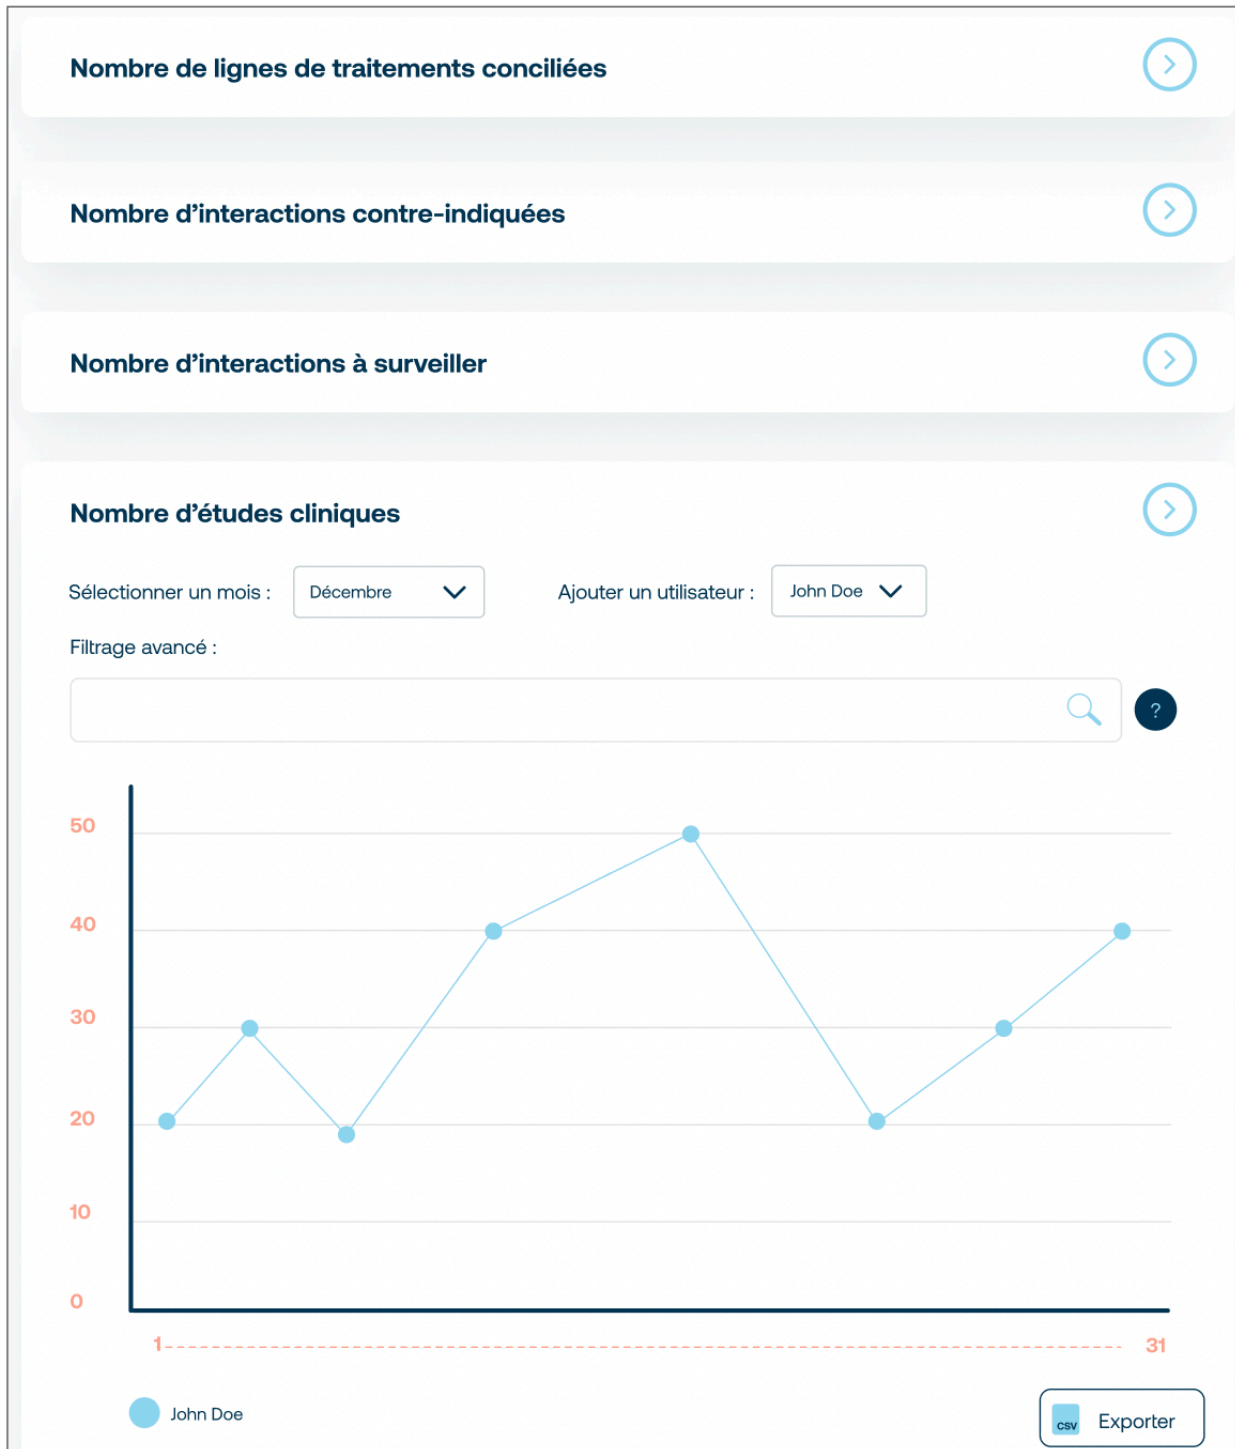 Nombre de lignes de traitements conciliées
Nombre d’interactions contre-indiquées
Nombre d’interactions à surveiller
Nombre d’études cliniques
Sélectionner un mois : Décembre Ajouter un utilisateur : John Doe
Filtrage avancé :
?
50
40
30
20
10
0
1 31
John Doe
csv Exporter